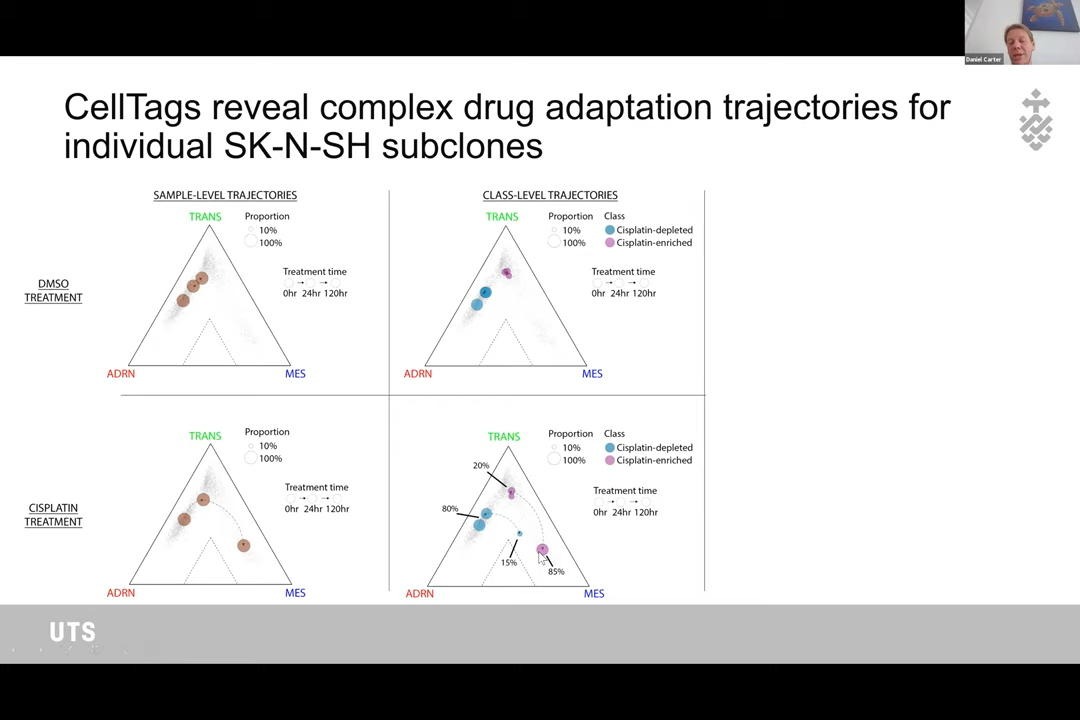 Daniel Carter
CellTags reveal complex drug adaptation trajectories for
individual SK-N-SH subclones
SAMPLE-LEVEL TRAJECTORIES
TRANS
Proportion
10%
100%
Treatment time
0hr 24hr 120hr
ADRN
MES
CLASS-LEVEL TRAJECTORIES
TRANS
Proportion
10%
100%
Class
Cisplatin-depleted
Cisplatin-enriched
Treatment time
0hr 24hr 120hr
ADRN
MES
DMSO
TREATMENT
CISPLATIN
TREATMENT
TRANS
Proportion
10%
100%
Treatment time
0hr 24hr 120hr
ADRN
MES
TRANS
Proportion
10%
100%
Class
Cisplatin-depleted
Cisplatin-enriched
Treatment time
0hr 24hr 120hr
20%
80%
15%
85%
ADRN
MES
UTS